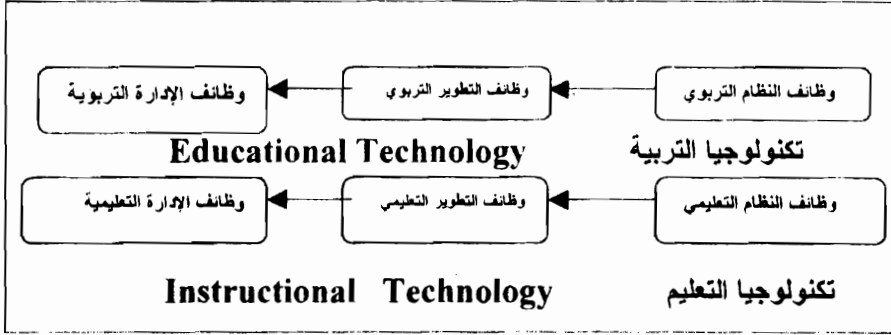 وظائف النظام التربوي
وظائف التطوير التربوي
وظائف الإدارة التربوية
تكنولوجيا التربية Educational Technology
وظائف النظام التعليمي
وظائف التطوير التعليمي
وظائف الإدارة التعليمية
تكنولوجيا التعليم Instructional Technology